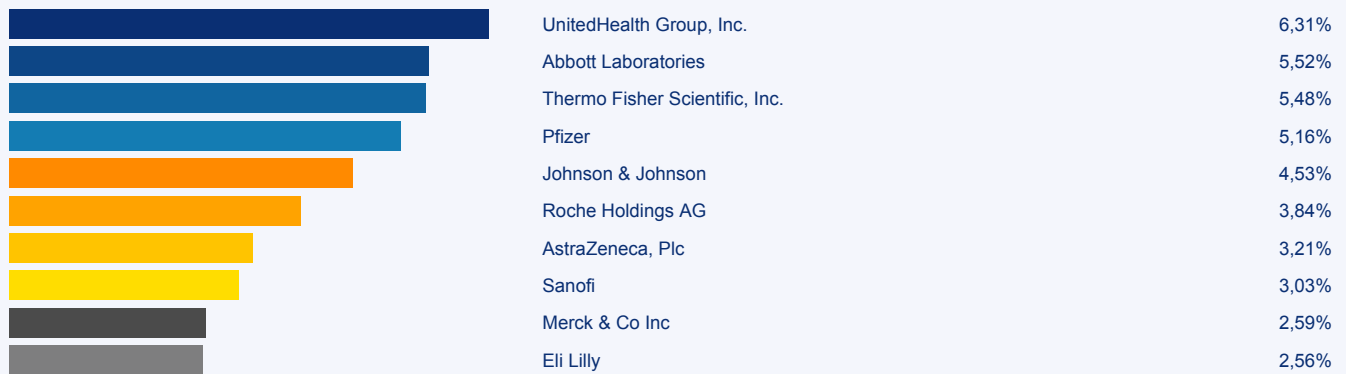 UnitedHealth Group, Inc. 6,31%
Abbott Laboratories 5,52%
Thermo Fisher Scientific, Inc. 5,48%
Pfizer 5,16%
Johnson & Johnson 4,53%
Roche Holdings AG 3,84%
AstraZeneca, Plc 3,21%
Sanofi 3,03%
Merck & Co Inc 2,59%
Eli Lilly 2,56%